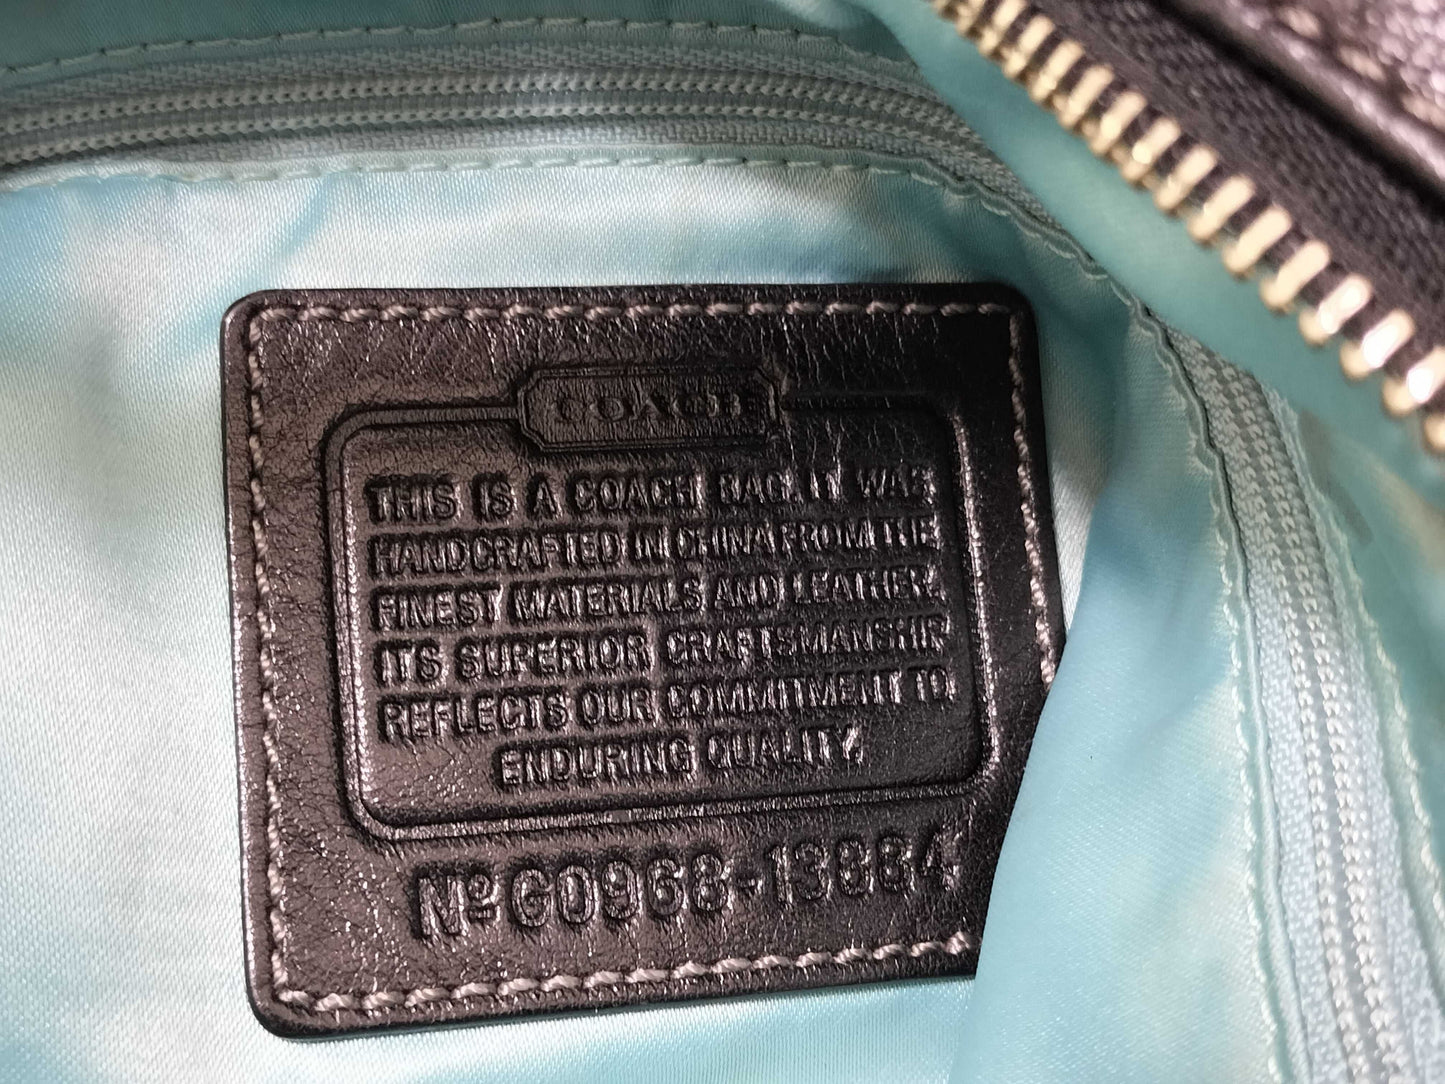 COACH
THIS IS A COACH BAG. IT WAS
HANDCRAFTED IN CHINA FROM THE
FINEST MATERIALS AND LEATHER.
ITS SUPERIOR CRAFTSMANSHIP
REFLECTS OUR COMMITMENT TO
ENDURING QUALITY.
Nº G0968-13884